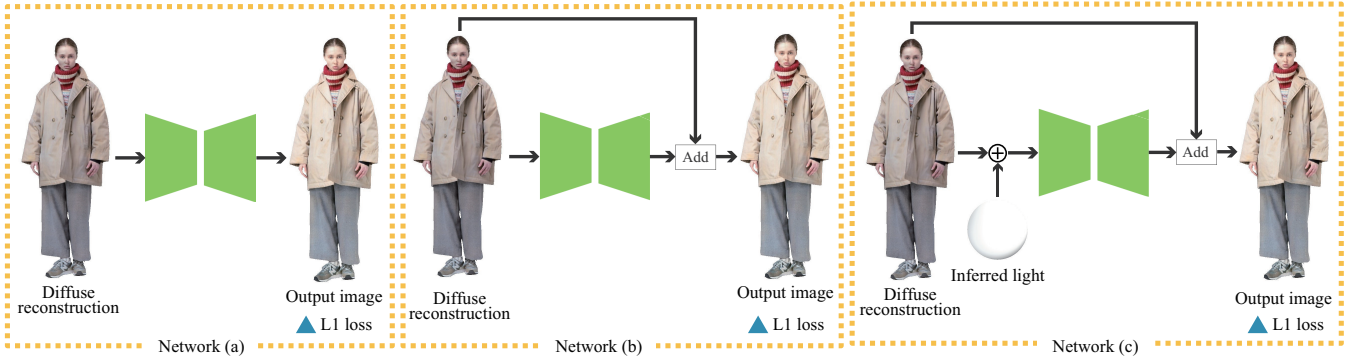 Diffuse
reconstruction
Output image
L1 loss
Network (a)
Add
Diffuse
reconstruction
Output image
L1 loss
Network (b)
Add
Inferred light
Diffuse
reconstruction
Output image
L1 loss
Network (c)